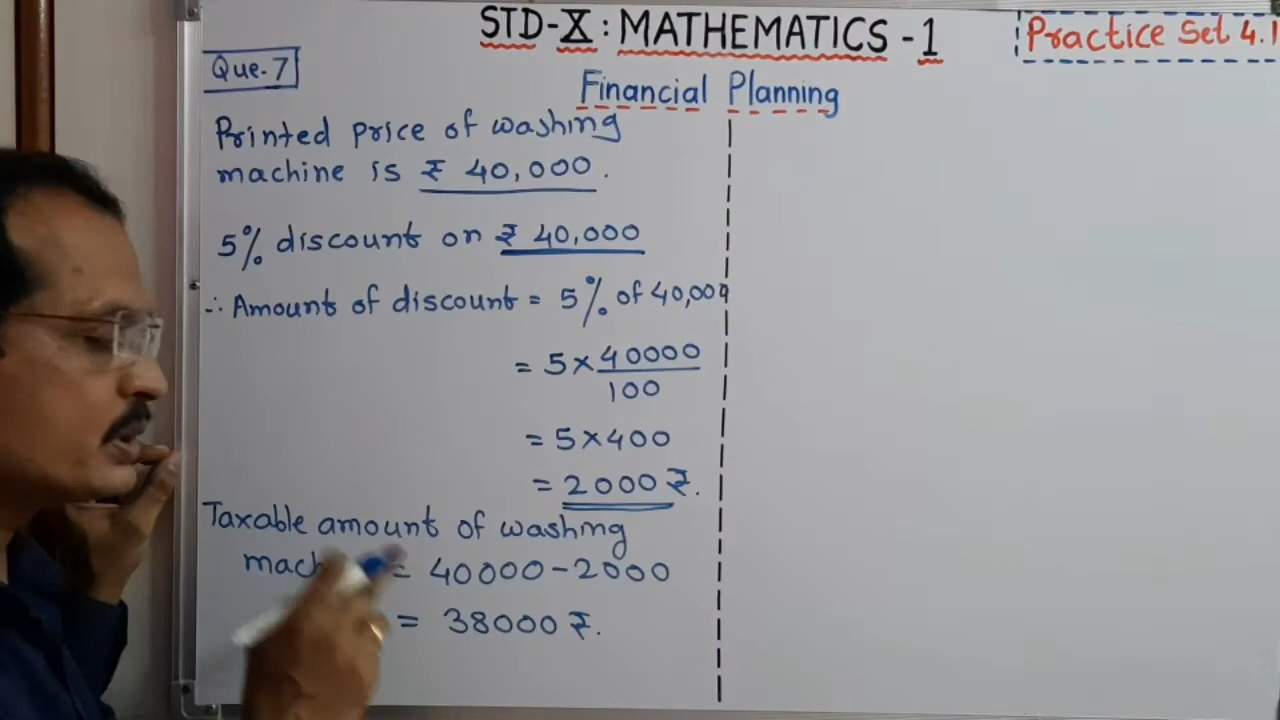 STD-X : MATHEMATICS -1
Practice Set 4.1
Que. 7
Financial Planning
Printed price of washing
machine is ₹ 40,000.
5% discount on ₹ 40,000
∴ Amount of discount = 5% of 40,000
= 5 × 40000/100
= 5 × 400
= 2000 ₹.
Taxable amount of washing
= 40000 - 2000
= 38000 ₹.